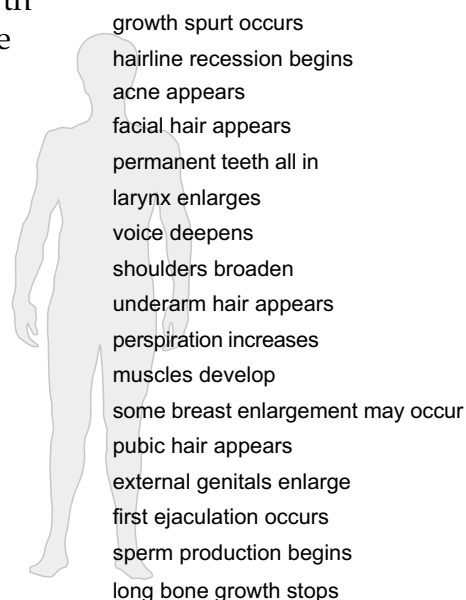 growth spurt occurs
hairline recession begins
acne appears
facial hair appears
permanent teeth all in
larynx enlarges
voice deepens
shoulders broaden
underarm hair appears
perspiration increases
muscles develop
some breast enlargement may occur
pubic hair appears
external genitals enlarge
first ejaculation occurs
sperm production begins
long bone growth stops